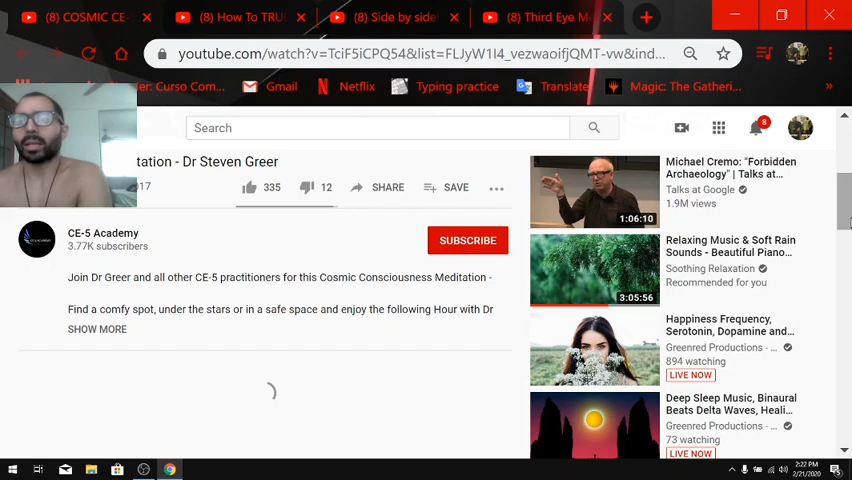 (8) COSMIC CE-
(8) How To TRU
(8) Side by side
(8) Third Eye M
youtube.com/watch?v=TciF5iCPQ54&list=FLJyW1I4_vezwaoifjQMT-vw&ind...
Curso Com...
Gmail
Netflix
Typing practice
Translate
Magic: The Gatheri...
»
Search
8
tation - Dr Steven Greer
017
335
12
SHARE
SAVE
CE-5 Academy
3.77K subscribers
SUBSCRIBE
Join Dr Greer and all other CE-5 practitioners for this Cosmic Consciousness Meditation -
Find a comfy spot, under the stars or in a safe space and enjoy the following Hour with Dr
SHOW MORE
1:06:10
Michael Cremo: "Forbidden
Archaeology" | Talks at...
Talks at Google
1.9M views
3:05:56
Relaxing Music & Soft Rain
Sounds - Beautiful Piano...
Soothing Relaxation
Recommended for you
Happiness Frequency,
Serotonin, Dopamine and...
Greenred Productions - ...
894 watching
LIVE NOW
Deep Sleep Music, Binaural
Beats Delta Waves, Heali...
Greenred Productions - ...
73 watching
LIVE NOW
2:22 PM
2/21/2020